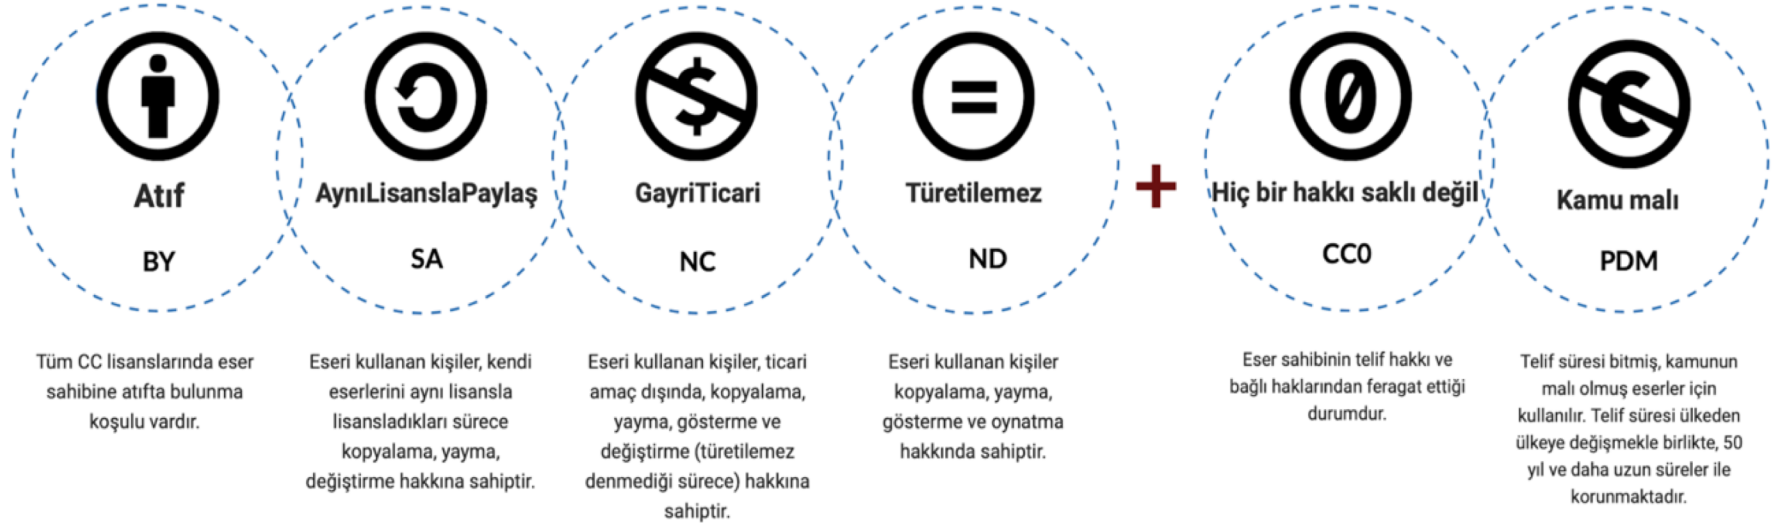 Atıf
BY
Tüm CC lisanslarında eser
sahibine atıfta bulunma
koşulu vardır.
AynıLisanslaPaylaş
SA
Eseri kullanan kişiler, kendi
eserlerini aynı lisansla
lisansladıkları sürece
kopyalama, yayma,
değiştirme hakkına sahiptir.
GayriTicari
NC
Eseri kullanan kişiler, ticari
amaç dışında, kopyalama,
yayma, gösterme ve
değiştirme (türetilemez
denmediği sürece) hakkına
sahiptir.
=
Türetilemez
ND
Eseri kullanan kişiler
kopyalama, yayma,
gösterme ve oynatma
hakkında sahiptir.
+
0
Hiç bir hakkı saklı değil
CC0
Eser sahibinin telif hakkı ve
bağlı haklarından feragat ettiği
durumdur.
Kamu malı
PDM
Telif süresi bitmiş, kamunun
malı olmuş eserler için
kullanılır. Telif süresi ülkeden
ülkeye değişmekle birlikte, 50
yıl ve daha uzun süreler ile
korunmaktadır.